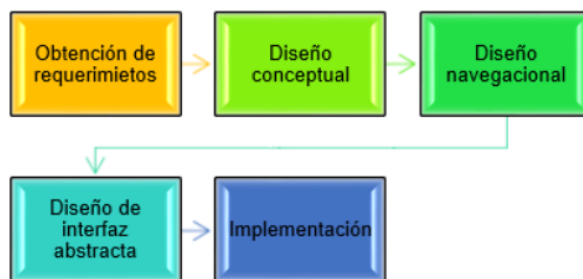 Obtención de
requerimietos
Diseño
conceptual
Diseño
navegacional
Diseño de
interfaz
abstracta
Implementación